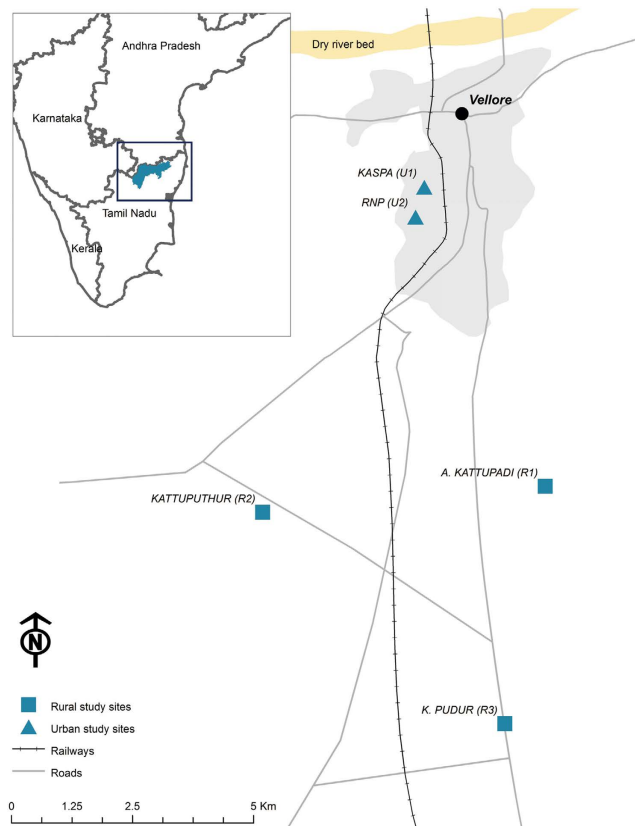 Andhra Pradesh
Karnataka
Tamil Nadu
Kerala
Dry river bed
Vellore
KASPA (U1)
RNP (U2)
A. KATTUPADI (R1)
KATTUPUTHUR (R2)
K. PUDUR (R3)
N
Rural study sites
Urban study sites
Railways
Roads
0 1.25 2.5 5 Km